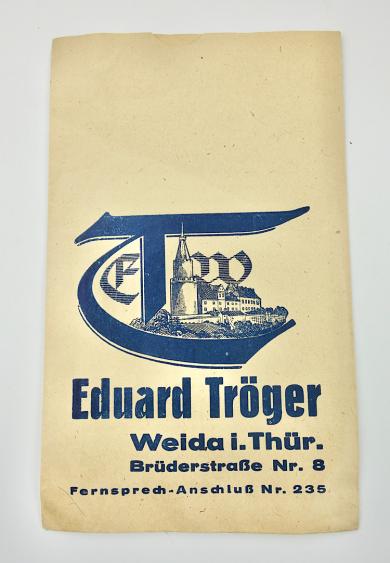 E T W
Eduard Tröger
Weida i. Thür.
Brüderstraße Nr. 8
Fernsprech-Anschluß Nr. 235